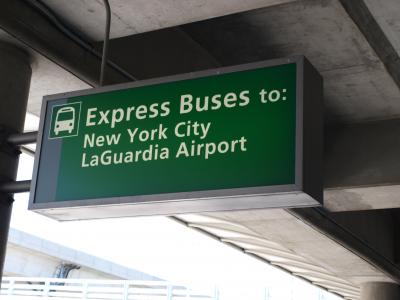 Express Buses to:
New York City
LaGuardia Airport